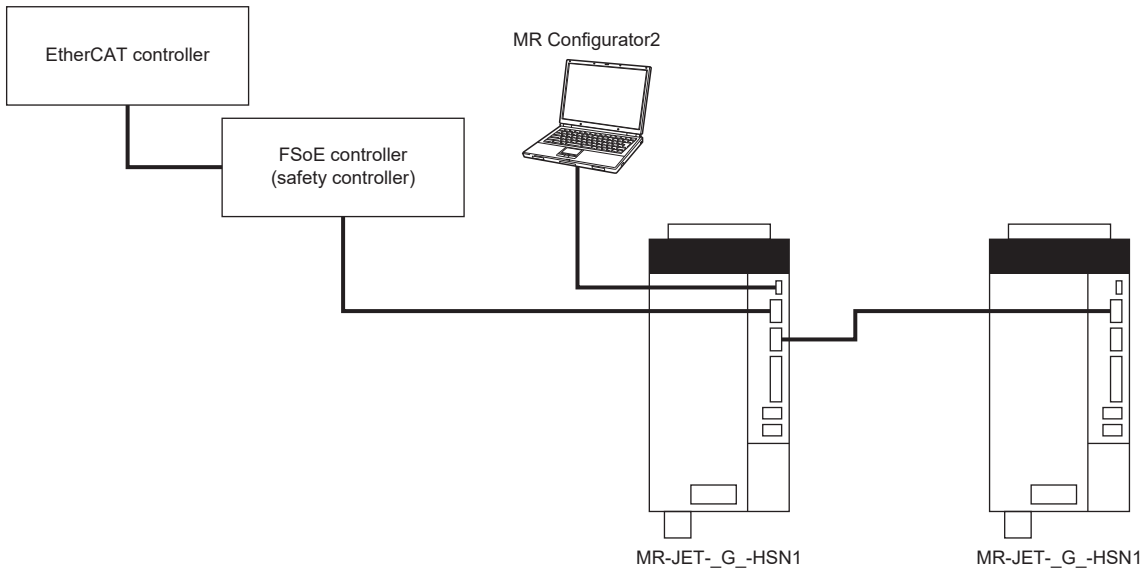 EtherCAT controller
MR Configurator2
FSoE controller
(safety controller)
MR-JET-_G_-HSN1
MR-JET-_G_-HSN1